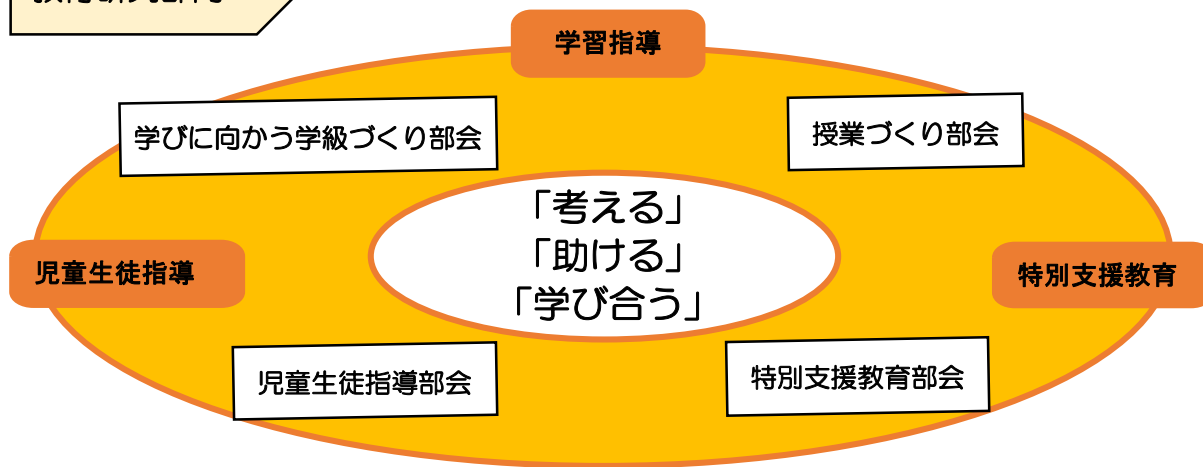 学習指導
学びに向かう学級づくり部会
授業づくり部会
「考える」
「助ける」
「学び合う」
児童生徒指導
特別支援教育
児童生徒指導部会
特別支援教育部会